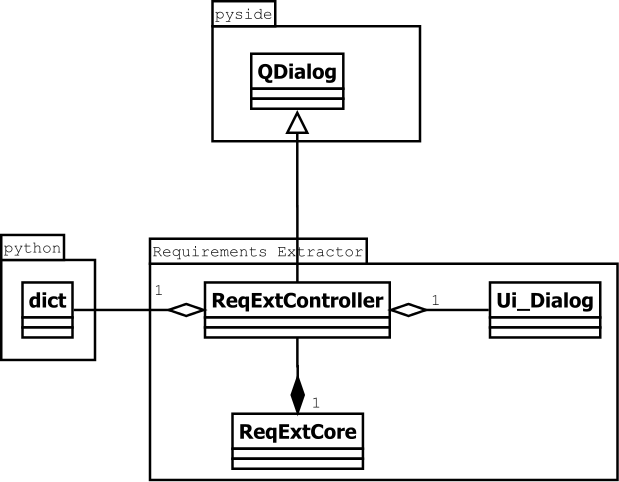 pyside
QDialog
python
Requirements Extractor
dict
1
ReqExtController
1
Ui_Dialog
1
ReqExtCore